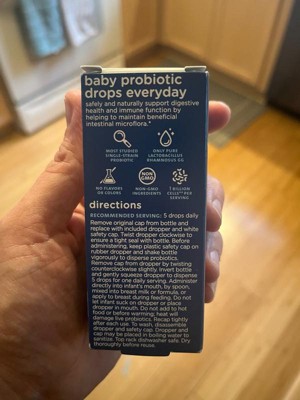 baby probiotic
drops everyday
safely and naturally support digestive
health and immune function by
helping to maintain beneficial
intestinal microflora.*
MOST STUDIED
SINGLE-STRAIN
PROBIOTIC
ONLY PURE
LACTOBACILLUS
RHAMNOSUS GG
NO FLAVORS
OR COLORS
NON
GMO
NON-GMO
INGREDIENTS
1 BILLION
CELLS** PER
SERVING
directions
RECOMMENDED SERVING: 5 drops daily
Remove original cap from bottle and
replace with included dropper and white
safety cap. Twist dropper clockwise to
ensure a tight seal with bottle. Before
administering, keep plastic safety cap on
rubber dropper and shake bottle
vigorously to disperse probiotics.
Remove cap from dropper by twisting
counterclockwise slightly. Invert bottle
and gently squeeze dropper to dispense
5 drops for one daily serving. Administer
directly into infant's mouth, by spoon,
mixed into breast milk or formula, or
apply to breast during feeding. Do not
let infant suck on dropper or place
dropper in mouth. Do not add to hot
food or before warming; heat will
damage live probiotics. Recap tightly
after each use. To wash, disassemble
dropper and safety cap. Dropper and
cap may be placed in boiling water to
sanitize. Top rack dishwasher safe. Dry
thoroughly before reuse.